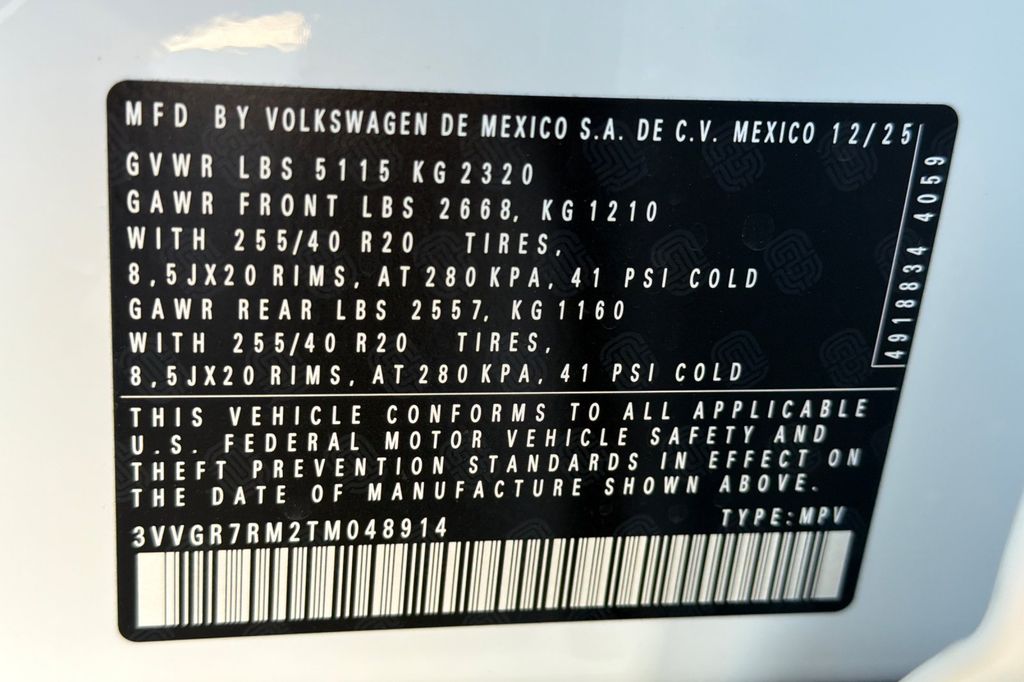 MFD BY VOLKSWAGEN DE MEXICO S.A. DE C.V. MEXICO 12/25
GVWR LBS 5115 KG 2320
GAWR FRONT LBS 2668, KG 1210
WITH 255/40 R20 TIRES,
8,5JX20 RIMS, AT 280 KPA, 41 PSI COLD
GAWR REAR LBS 2557, KG 1160
WITH 255/40 R20 TIRES,
8,5JX20 RIMS, AT 280 KPA, 41 PSI COLD
4918834 4059
THIS VEHICLE CONFORMS TO ALL APPLICABLE
U.S. FEDERAL MOTOR VEHICLE SAFETY AND
THEFT PREVENTION STANDARDS IN EFFECT ON
THE DATE OF MANUFACTURE SHOWN ABOVE.
3VVGR7RM2TM048914 TYPE: MPV